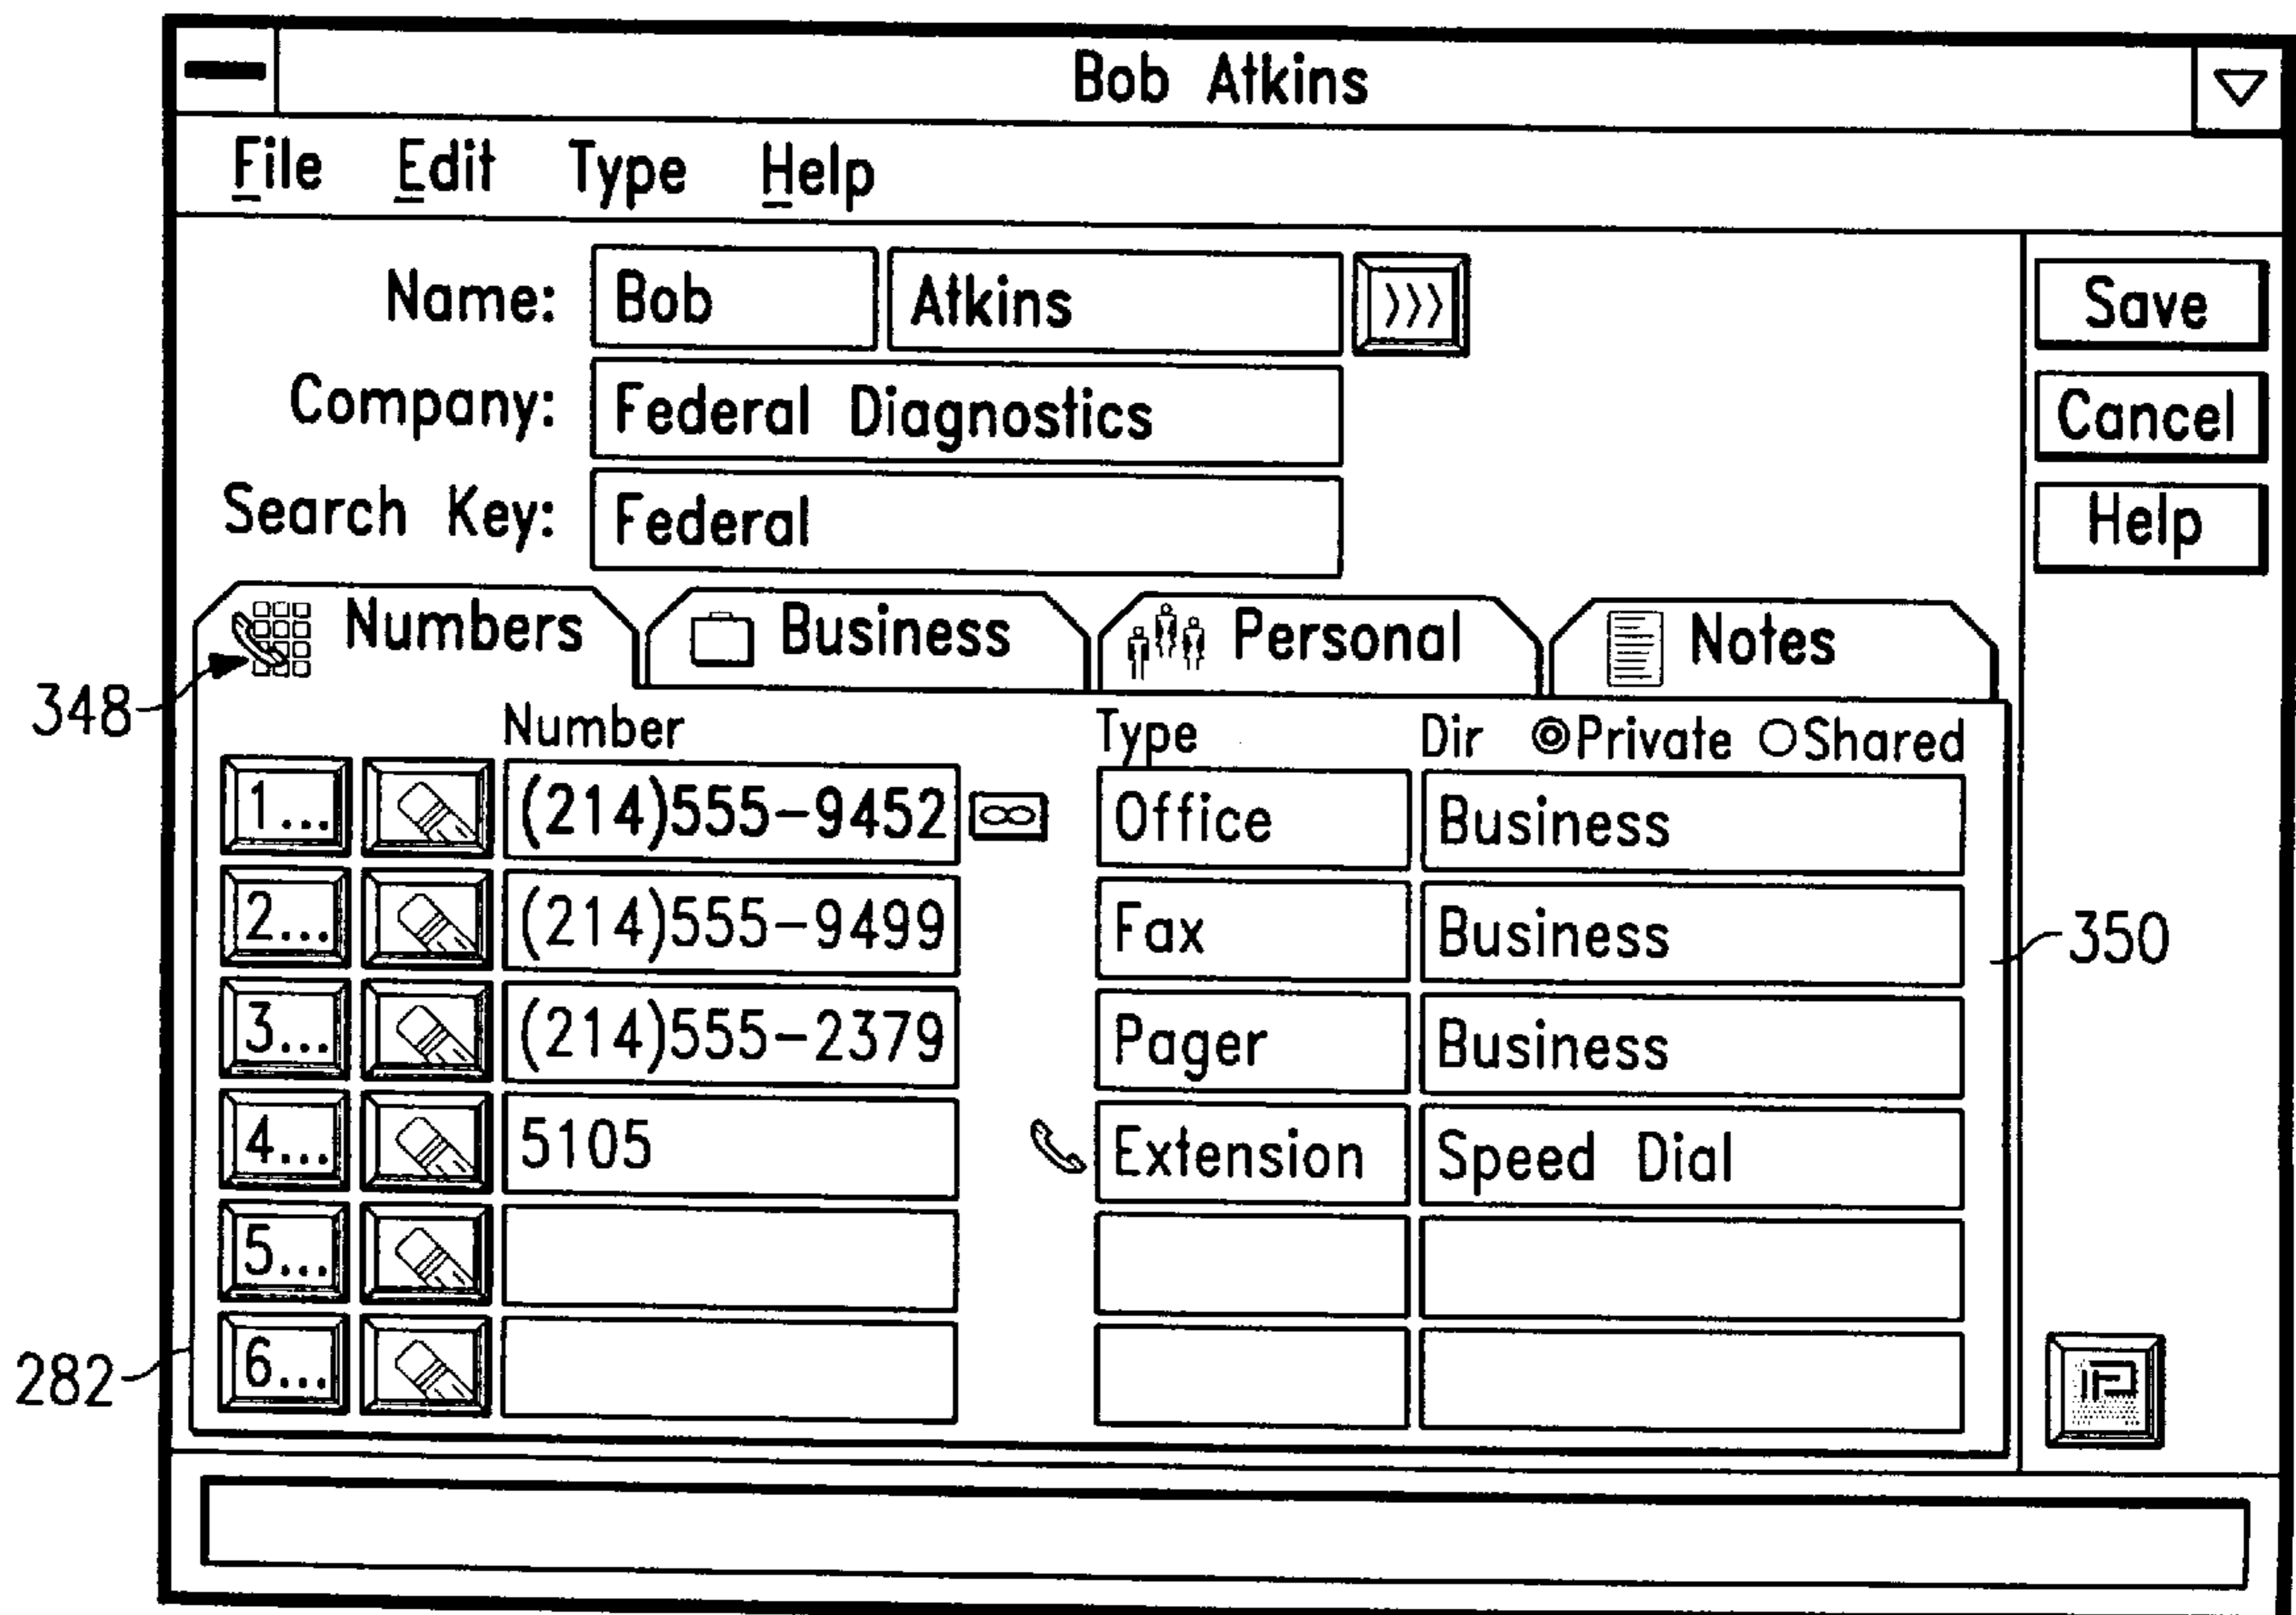 Bob Atkins
File Edit Type Help
Name: Bob Atkins >>> Save
Company: Federal Diagnostics Cancel
Search Key: Federal Help
Numbers Business Personal Notes
348
Number Type Dir Private Shared
1... (214)555-9452 Office Business
2... (214)555-9499 Fax Business
350
3... (214)555-2379 Pager Business
4... 5105 Extension Speed Dial
5...
6...
282